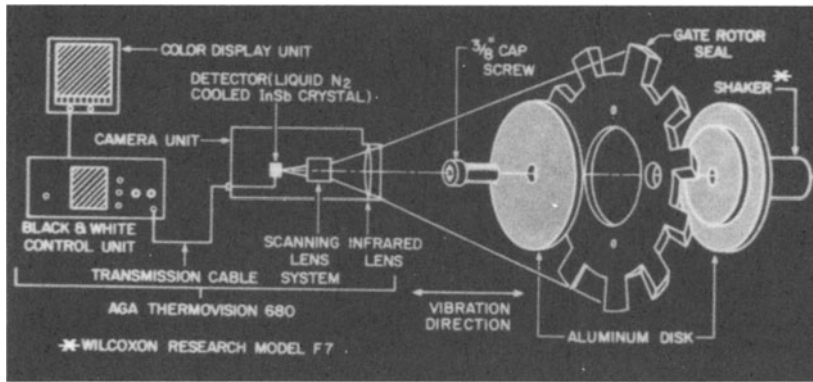 COLOR DISPLAY UNIT
DETECTOR(LIQUID N2
COOLED InSb CRYSTAL)
CAMERA UNIT
BLACK & WHITE
CONTROL UNIT
TRANSMISSION CABLE
SCANNING
LENS
SYSTEM
INFRARED
LENS
AGA THERMOVISION 680
3/8" CAP
SCREW
GATE ROTOR
SEAL
SHAKER*
VIBRATION
DIRECTION
ALUMINUM DISK
*WILCOXON RESEARCH MODEL F7